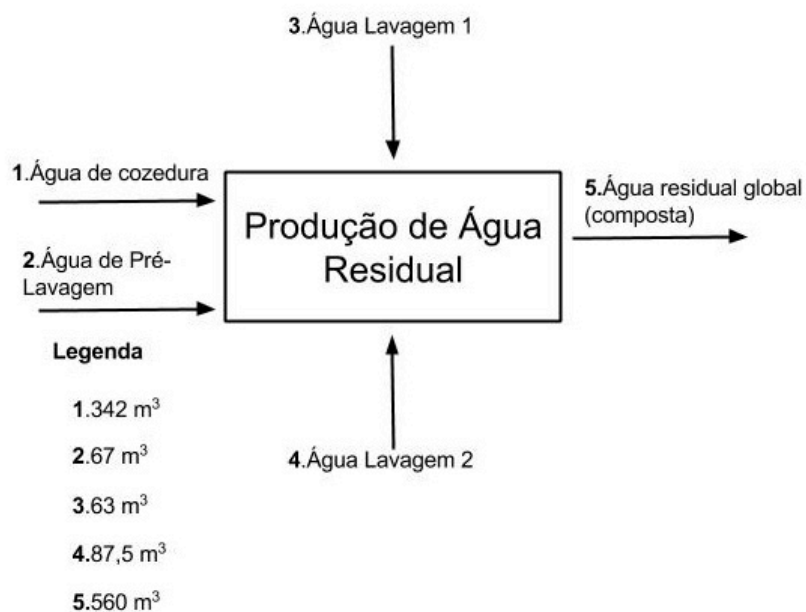 3.Água Lavagem 1
1.Água de cozedura
Produção de Água
Residual
5.Água residual global
(composta)
2.Água de Pré-
Lavagem
4.Água Lavagem 2
Legenda
1.342 m³
2.67 m³
3.63 m³
4.87,5 m³
5.560 m³